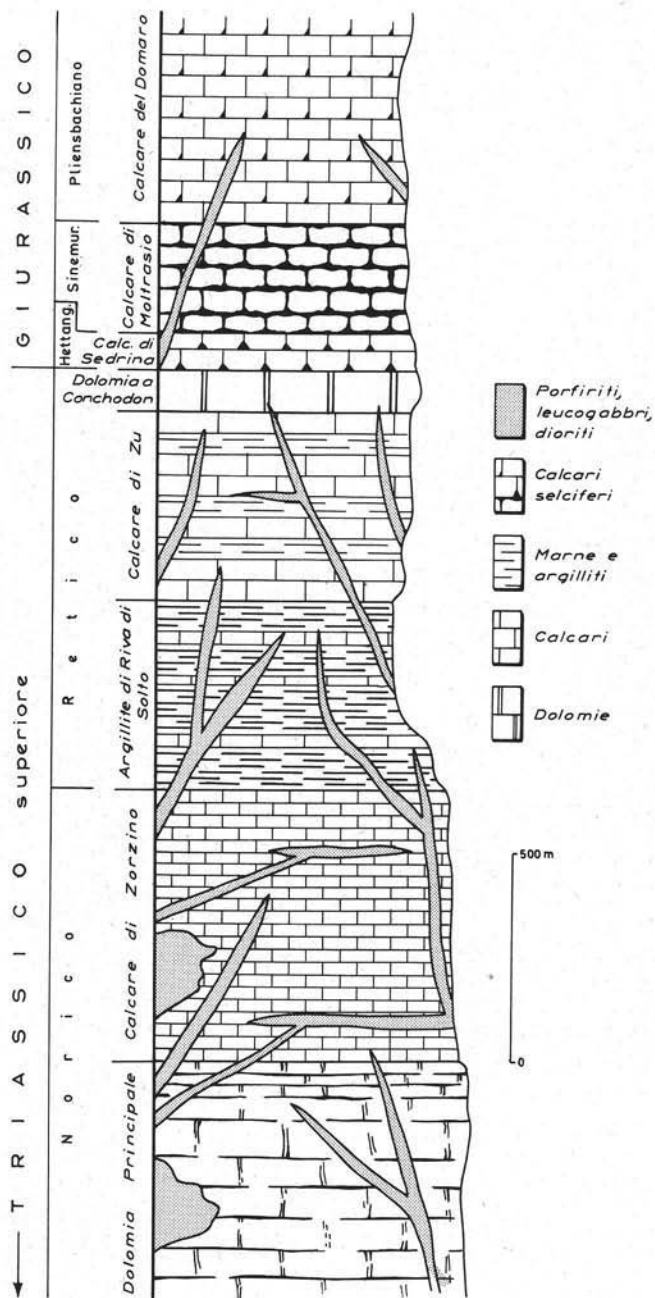 GIURASSICO
Pliensbachiano
Sinemur.
Hettang.
Calcare del Domaro
Calcare di
Moltrasio
Calc. di
Sedrina
Dolomia a
Conchodon
TRIASSICO superiore
Retico
Norico
Calcare di Zu
Argillite di Riva di
Solto
Calcare di Zorzino
Dolomia Principale
Porfiriti,
leucogabbri,
dioriti
Calcari
selciferi
Marne e
argilliti
Calcari
Dolomie
500 m
0